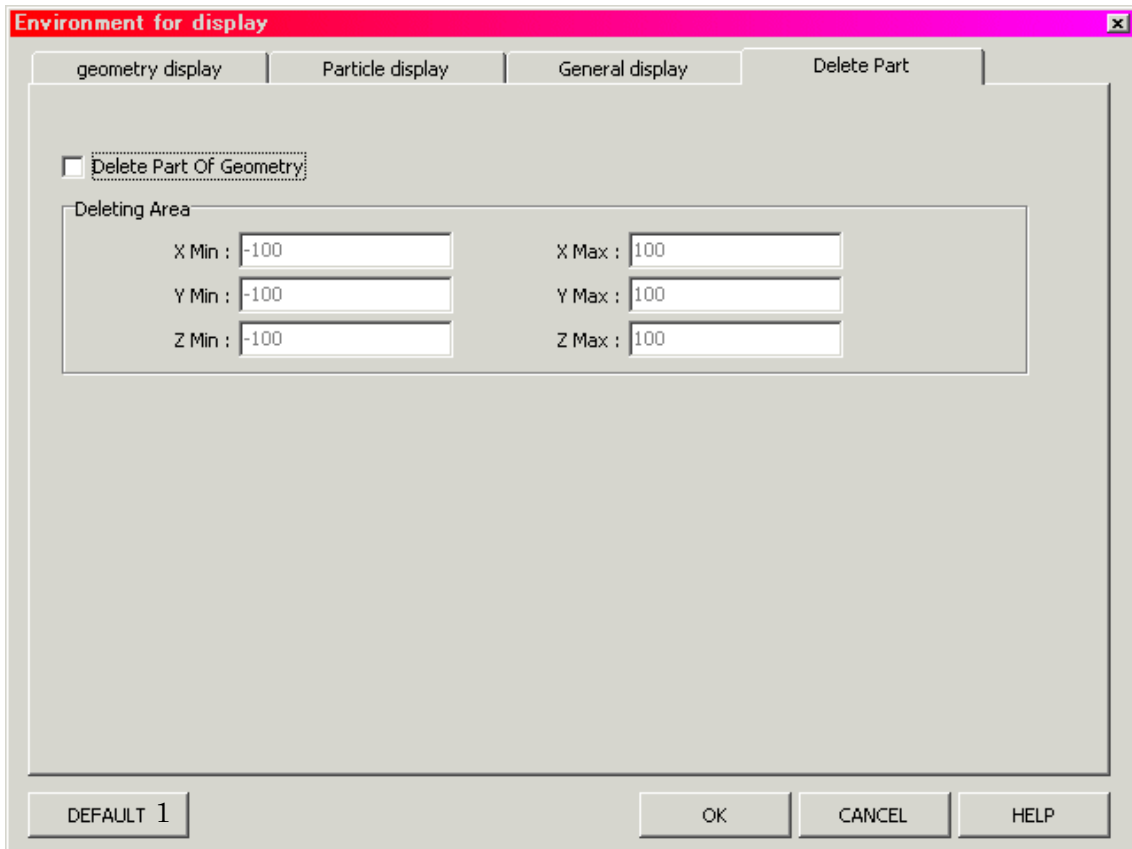 Environment for display
geometry display Particle display General display Delete Part
Delete Part Of Geometry
Deleting Area
X Min : -100 X Max : 100
Y Min : -100 Y Max : 100
Z Min : -100 Z Max : 100
DEFAULT 1 OK CANCEL HELP